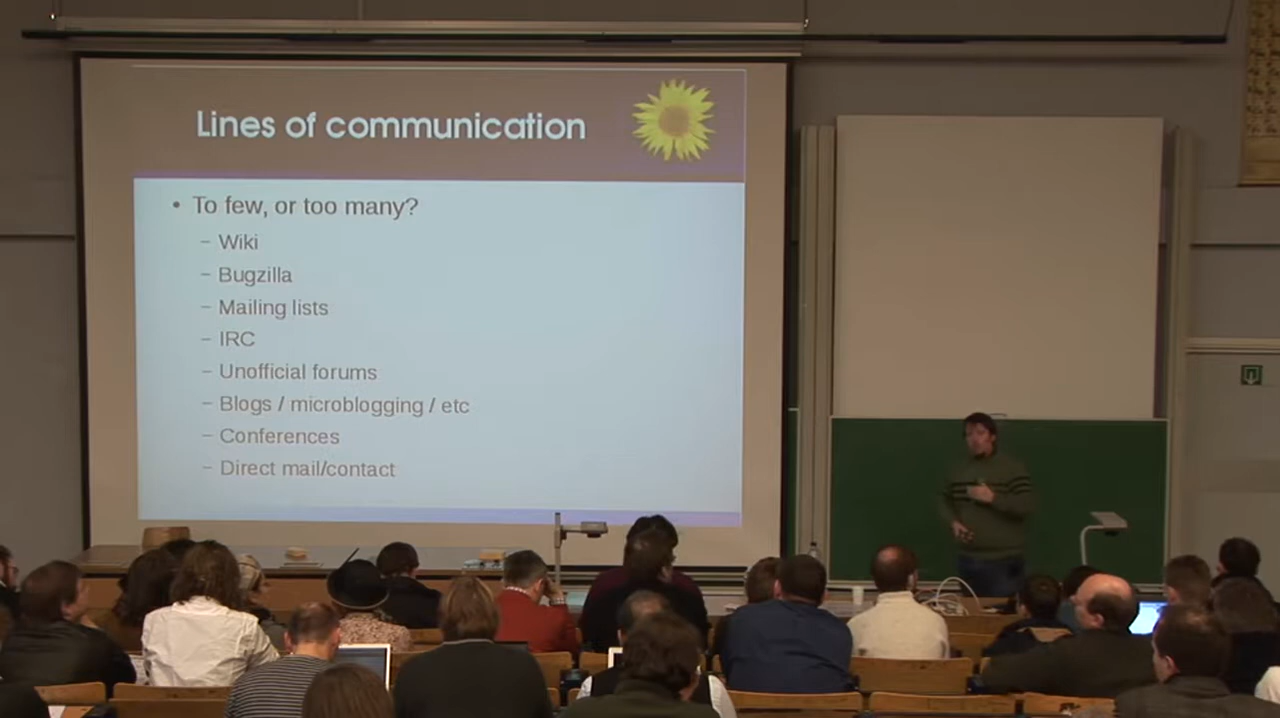 Lines of communication
• To few, or too many?
– Wiki
– Bugzilla
– Mailing lists
– IRC
– Unofficial forums
– Blogs / microblogging / etc
– Conferences
– Direct mail/contact